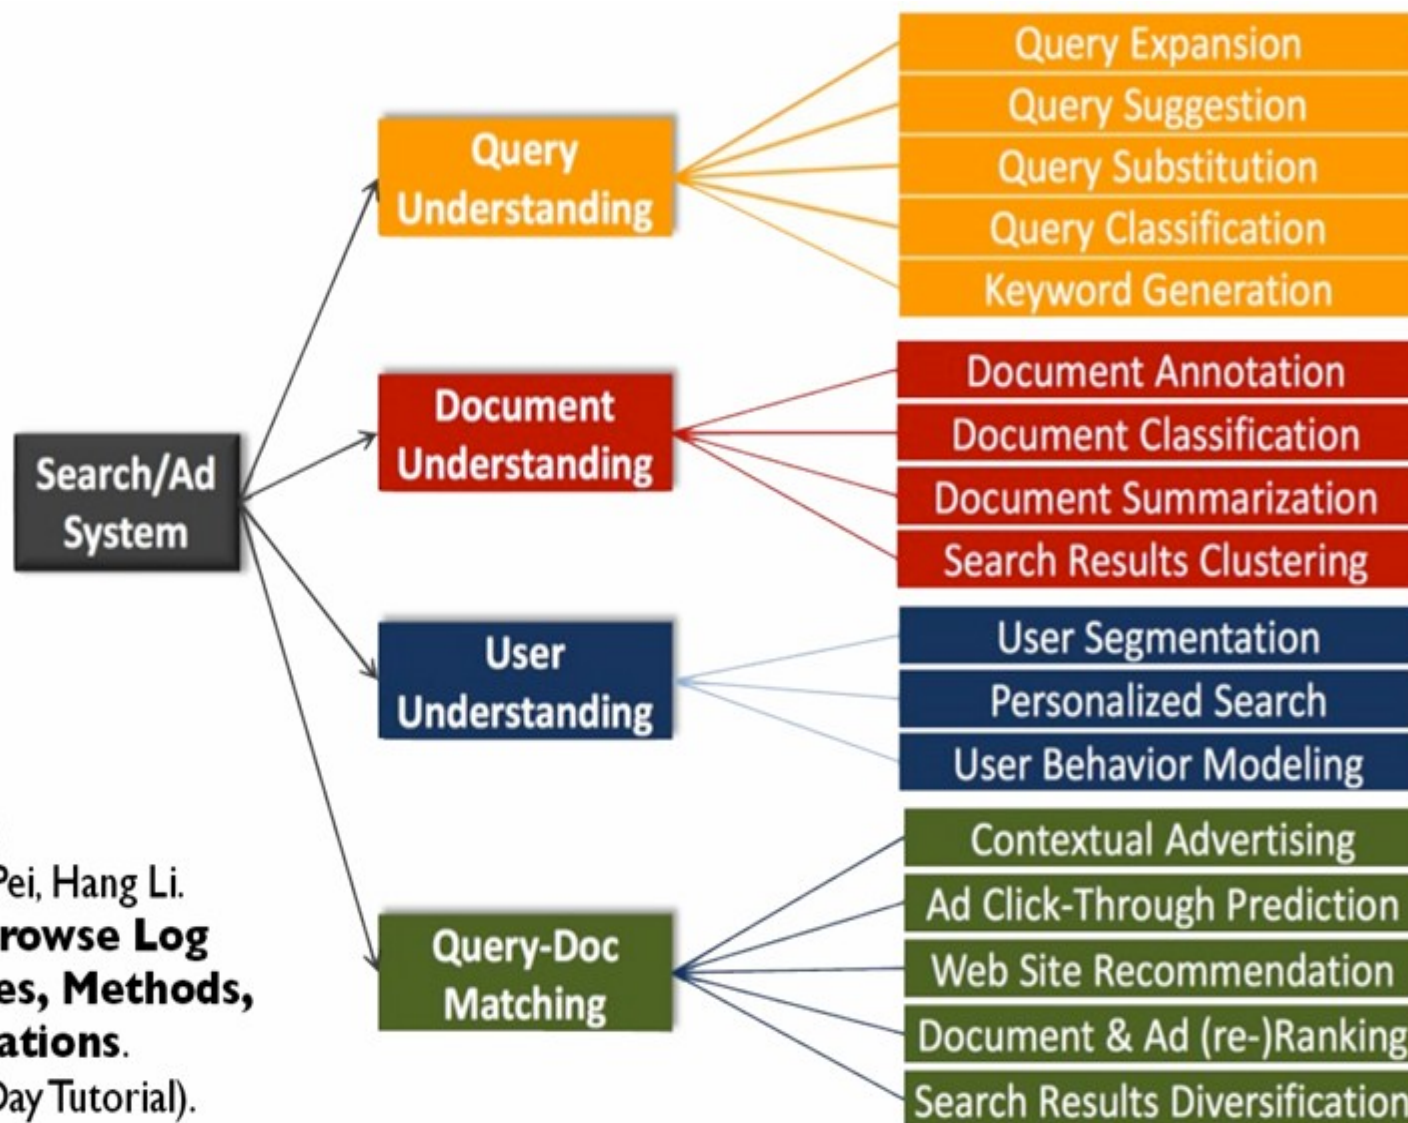 Search/Ad
System
Query
Understanding
Query Expansion
Query Suggestion
Query Substitution
Query Classification
Keyword Generation
Document
Understanding
Document Annotation
Document Classification
Document Summarization
Search Results Clustering
User
Understanding
User Segmentation
Personalized Search
User Behavior Modeling
Query-Doc
Matching
Contextual Advertising
Ad Click-Through Prediction
Web Site Recommendation
Document & Ad (re-)Ranking
Search Results Diversification
Pei, Hang Li.
rowse Log
es, Methods,
ations.
Day Tutorial).